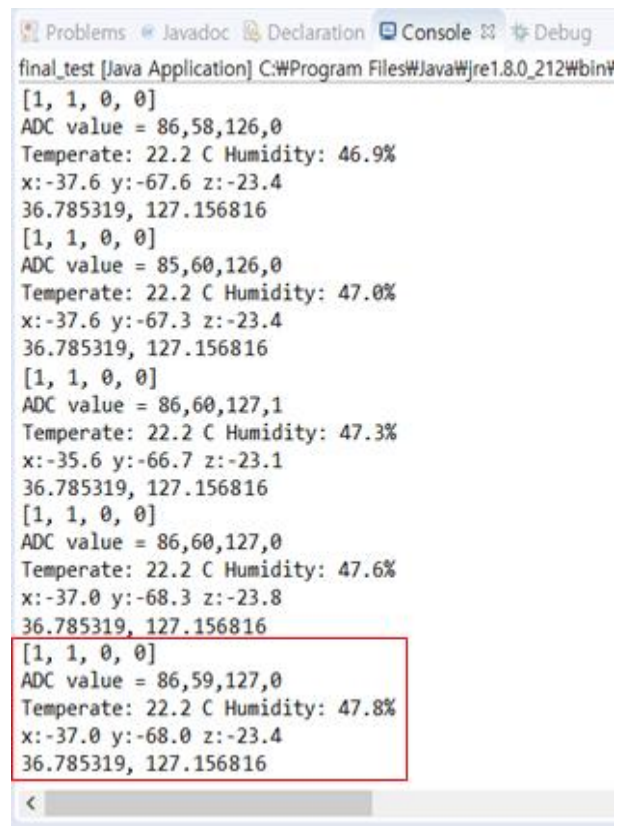 Problems Javadoc Declaration Console Debug
final_test [Java Application] C:₩Program Files₩Java₩jre1.8.0_212₩bin₩
[1, 1, 0, 0]
ADC value = 86,58,126,0
Temperate: 22.2 C Humidity: 46.9%
x:-37.6 y:-67.6 z:-23.4
36.785319, 127.156816
[1, 1, 0, 0]
ADC value = 85,60,126,0
Temperate: 22.2 C Humidity: 47.0%
x:-37.6 y:-67.3 z:-23.4
36.785319, 127.156816
[1, 1, 0, 0]
ADC value = 86,60,127,1
Temperate: 22.2 C Humidity: 47.3%
x:-35.6 y:-66.7 z:-23.1
36.785319, 127.156816
[1, 1, 0, 0]
ADC value = 86,60,127,0
Temperate: 22.2 C Humidity: 47.6%
x:-37.0 y:-68.3 z:-23.8
36.785319, 127.156816
[1, 1, 0, 0]
ADC value = 86,59,127,0
Temperate: 22.2 C Humidity: 47.8%
x:-37.0 y:-68.0 z:-23.4
36.785319, 127.156816